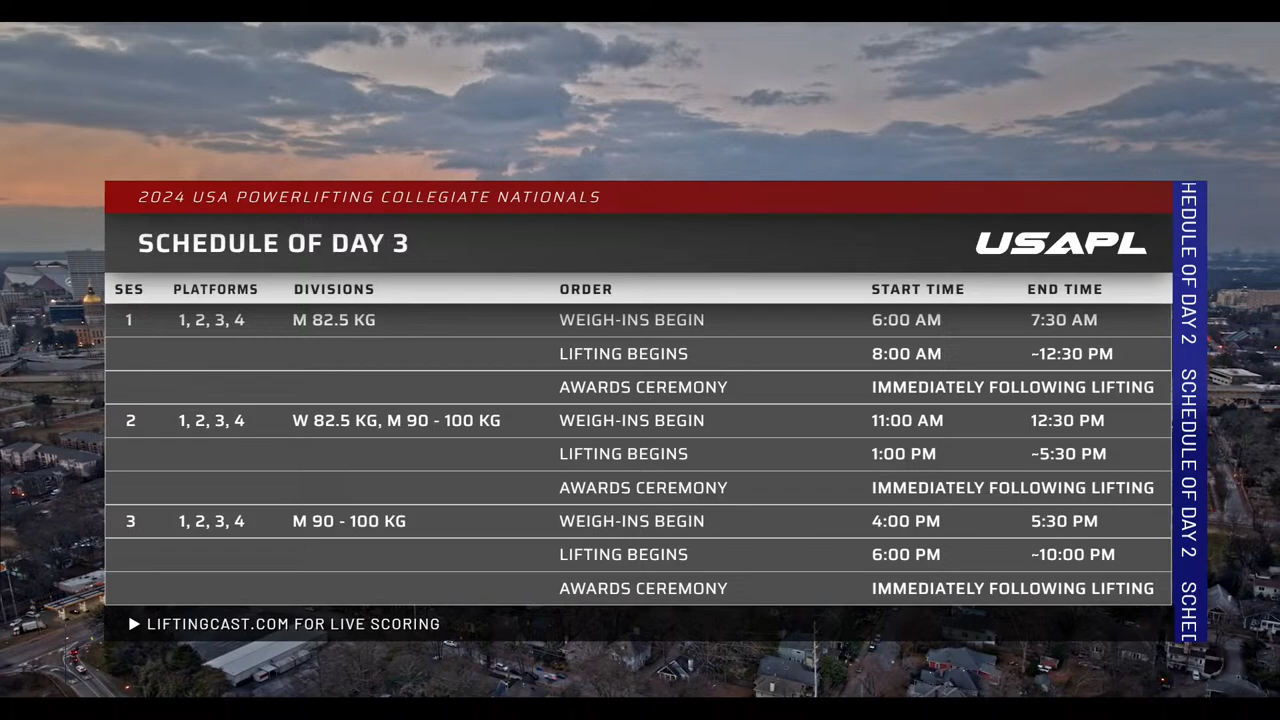 2024 USA POWERLIFTING COLLEGIATE NATIONALS
SCHEDULE OF DAY 3 USAPL
SES PLATFORMS DIVISIONS ORDER START TIME END TIME
1 1, 2, 3, 4 M 82.5 KG WEIGH-INS BEGIN 6:00 AM 7:30 AM
LIFTING BEGINS 8:00 AM ~12:30 PM
AWARDS CEREMONY IMMEDIATELY FOLLOWING LIFTING
2 1, 2, 3, 4 W 82.5 KG, M 90 - 100 KG WEIGH-INS BEGIN 11:00 AM 12:30 PM
LIFTING BEGINS 1:00 PM ~5:30 PM
AWARDS CEREMONY IMMEDIATELY FOLLOWING LIFTING
3 1, 2, 3, 4 M 90 - 100 KG WEIGH-INS BEGIN 4:00 PM 5:30 PM
LIFTING BEGINS 6:00 PM ~10:00 PM
AWARDS CEREMONY IMMEDIATELY FOLLOWING LIFTING
▶ LIFTINGCAST.COM FOR LIVE SCORING
HEDULE OF DAY 2 SCHEDULE OF DAY 2 SCHED